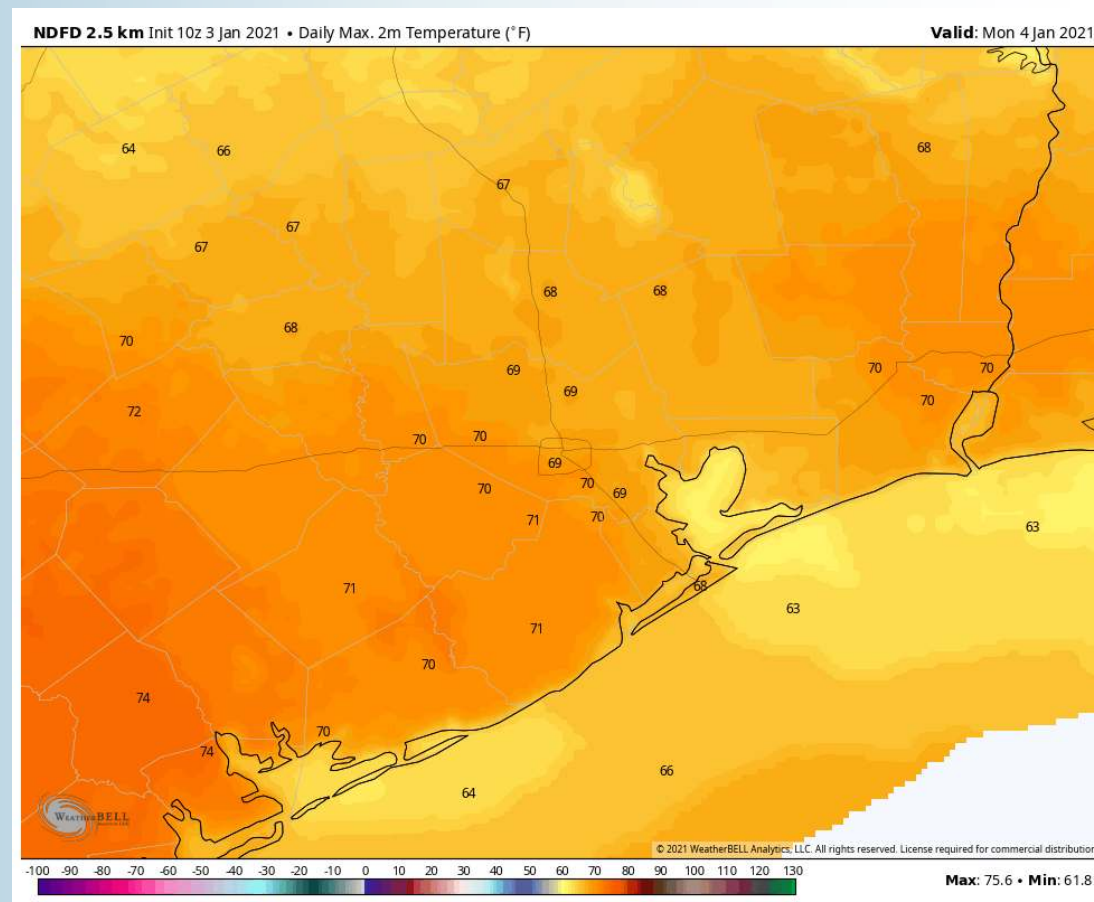 NDFD 2.5 km Init 10z 3 Jan 2021 • Daily Max. 2m Temperature (°F) Valid: Mon 4 Jan 2021
64 66 68
67
67 67
68 68
68
70
69 70 70
69 70
72
70 70
69
70 70 69
71 70
71 68 63
63
71
70
74
70
74
66
64
WEATHERBELL
© 2021 WeatherBELL Analytics, LLC. All rights reserved. License required for commercial distribution
-100 -90 -80 -70 -60 -50 -40 -30 -20 -10 0 10 20 30 40 50 60 70 80 90 100 110 120 130
Max: 75.6 • Min: 61.8